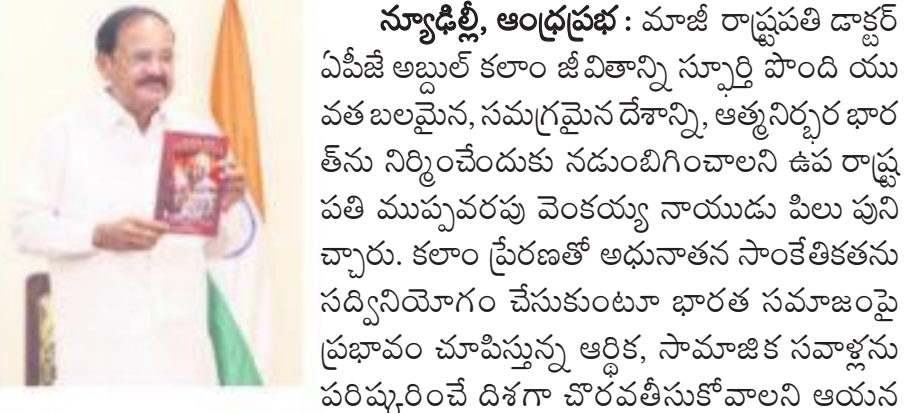 న్యూఢిల్లీ, ఆంధ్రప్రభ : మాజీ రాష్ట్రపతి డాక్టర్
ఏపీజే అబ్దుల్ కలాం జీవితాన్ని స్ఫూర్తి పొంది యు
వత బలమైన, సమగ్రమైన దేశాన్ని, ఆత్మనిర్భర భార
త్‌ను నిర్మించేందుకు నడుంబిగించాలని ఉప రాష్ట్ర
పతి ముప్పవరపు వెంకయ్య నాయుడు పిలు పుని
చ్చారు. కలాం ప్రేరణతో అధునాతన సాంకేతికతను
సద్వినియోగం చేసుకుంటూ భారత సమాజంపై
ప్రభావం చూపిస్తున్న ఆర్థిక, సామాజిక సవాళ్లను
పరిష్కరించే దిశగా చొరవతీసుకోవాలని ఆయన